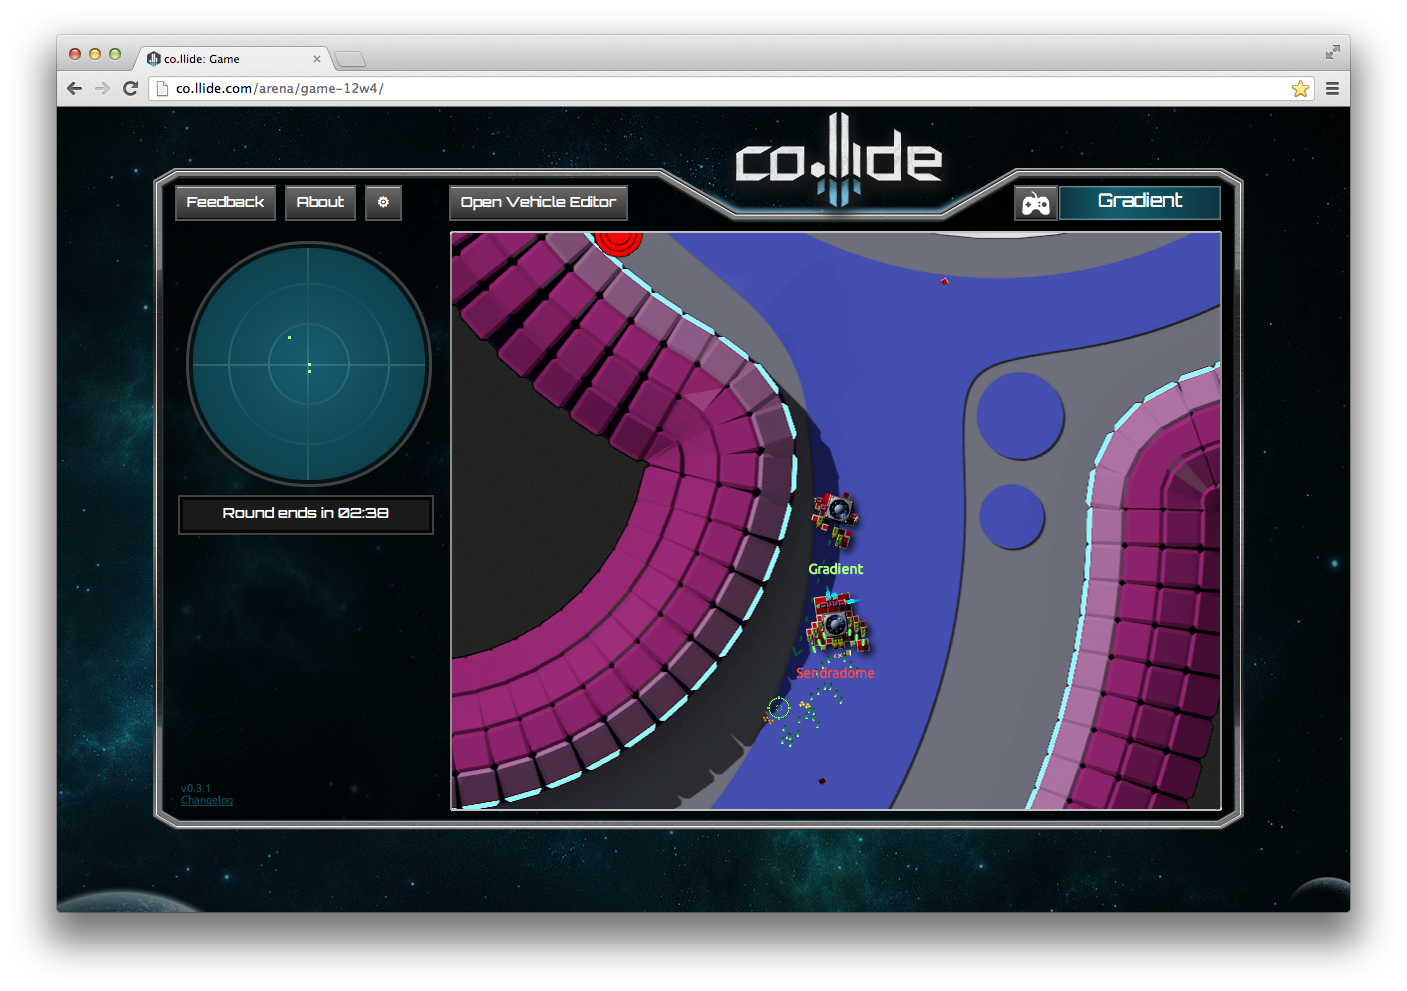 co.llide: Game
co.llide.com/arena/game-12w4/
co.llide
Feedback
About
Open Vehicle Editor
Gradient
Round ends in 02:38
Gradient
Sendradome
v0.3.1
Changelog